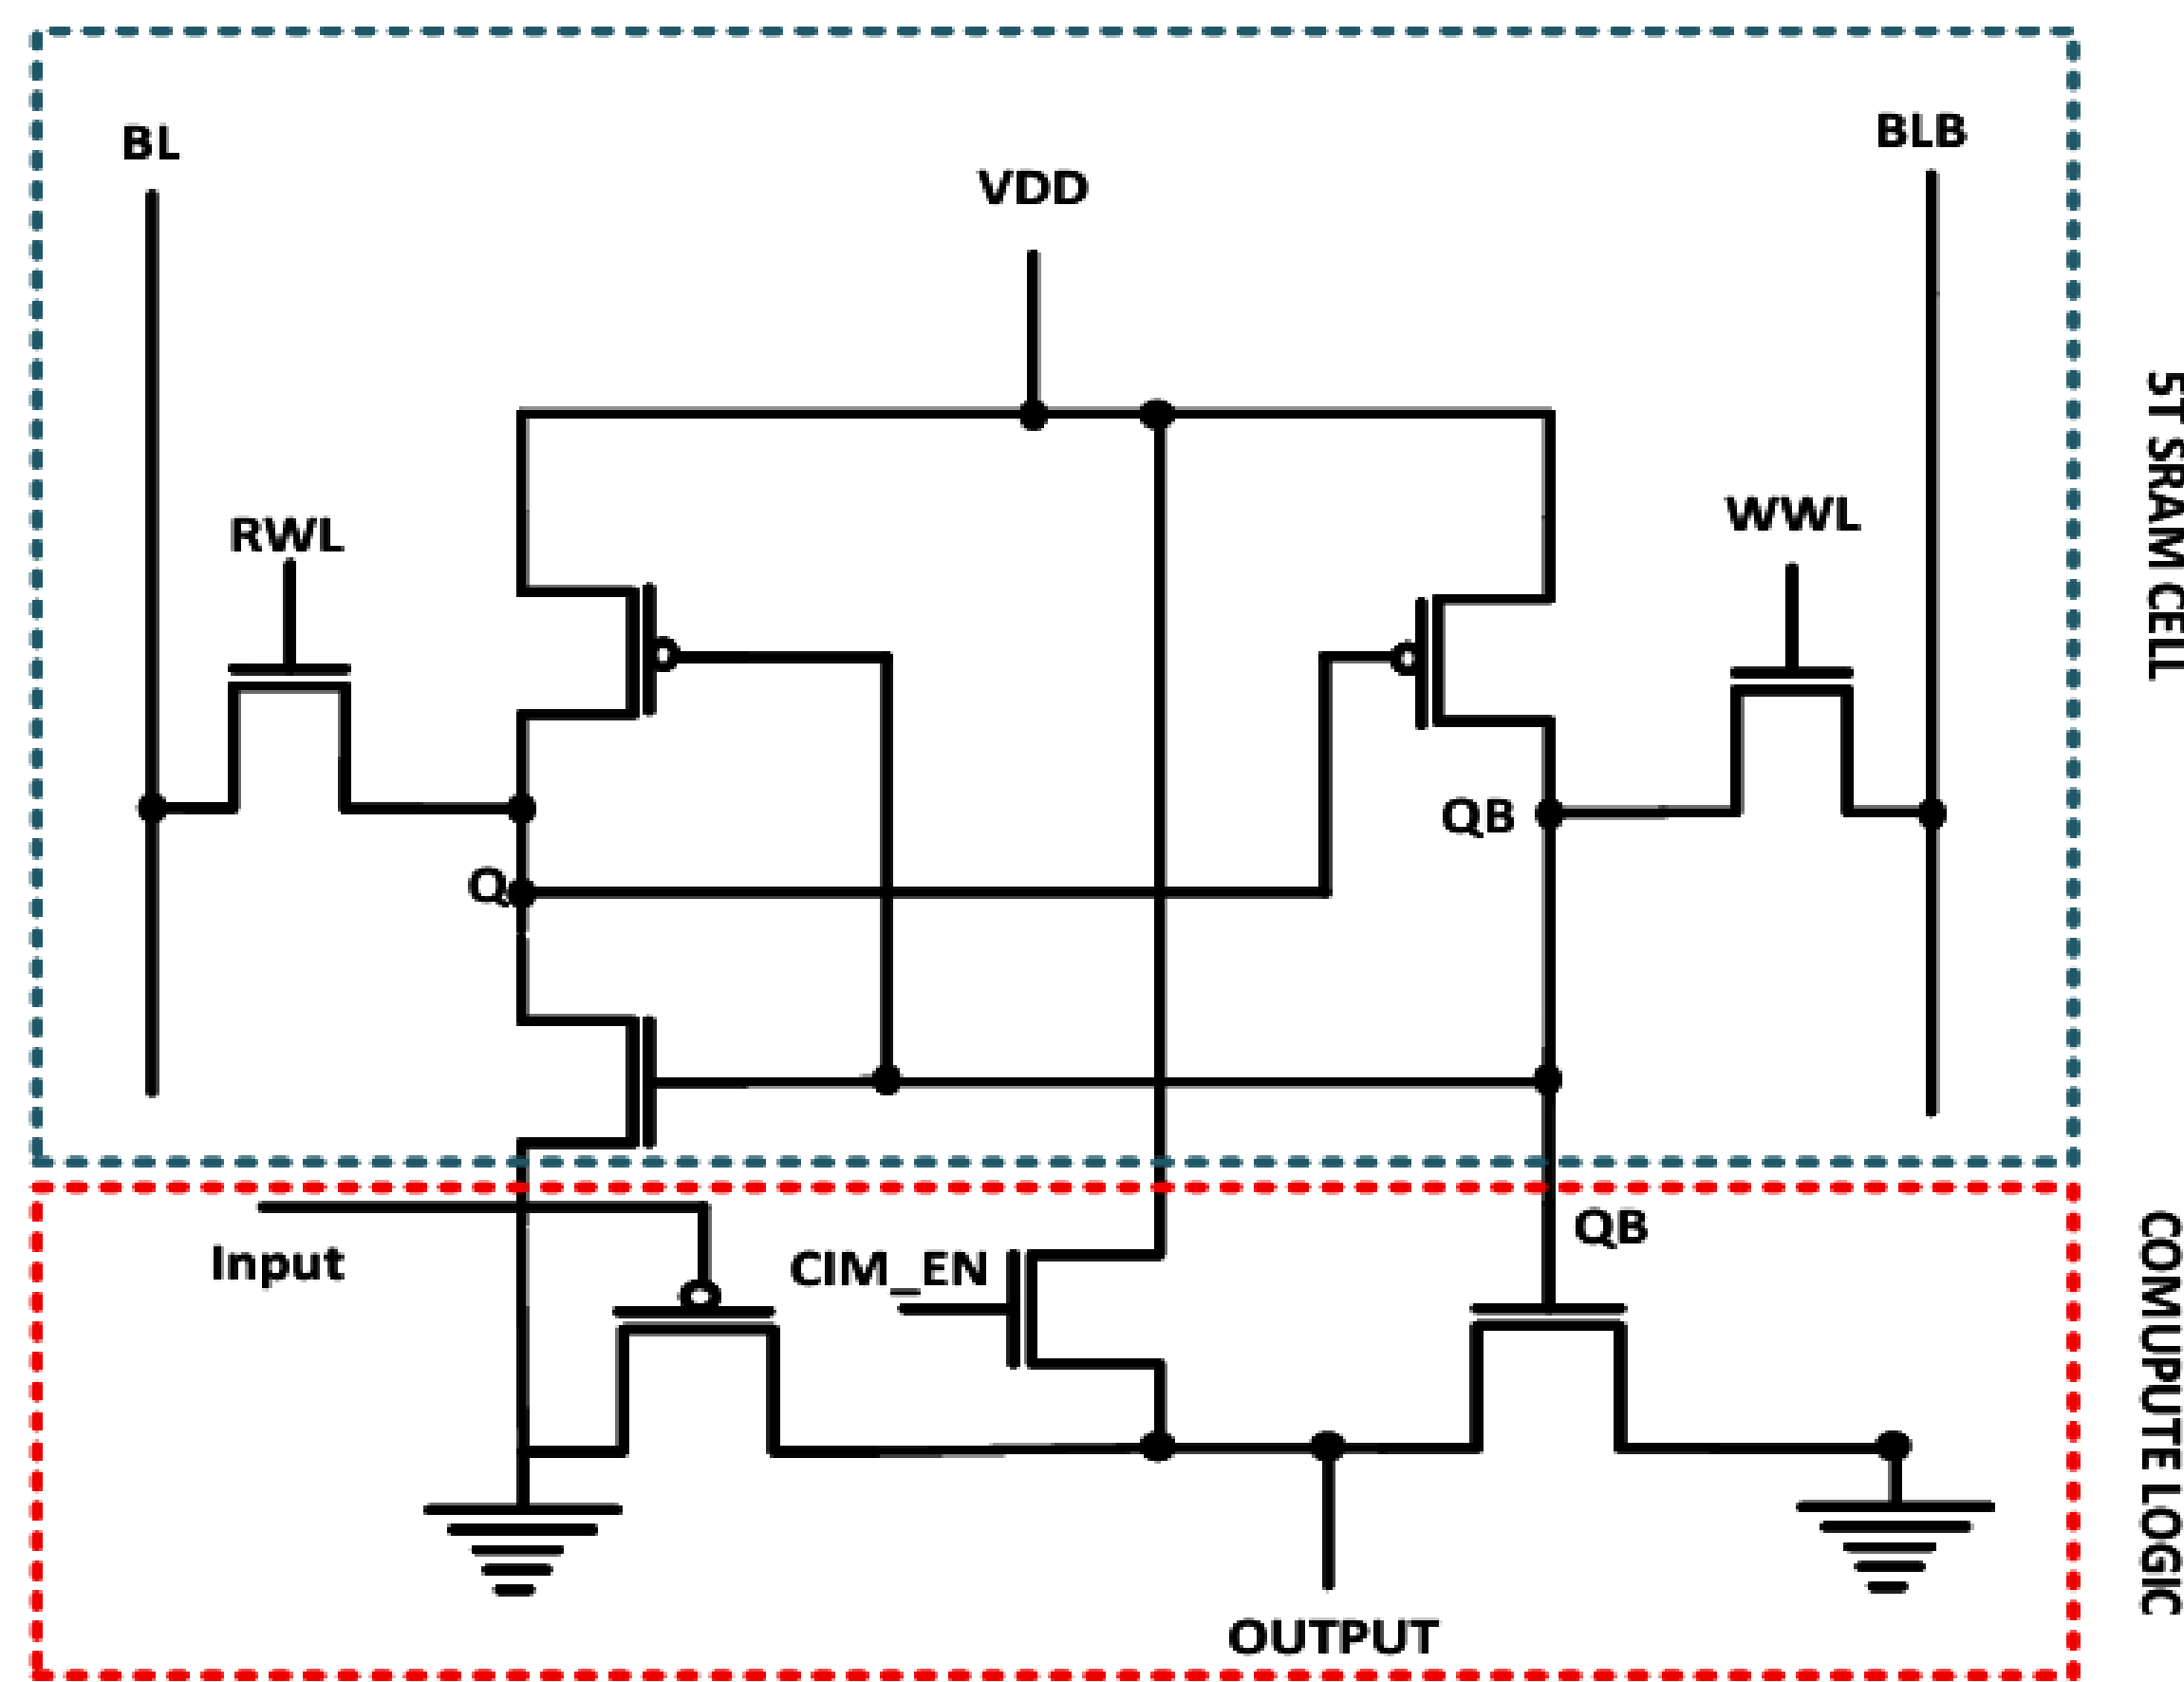 BL
BLB
VDD
RWL
WWL
QB
Q
5T SRAM CELL
Input
CIM_EN
QB
OUTPUT
COMUPUTE LOGIC